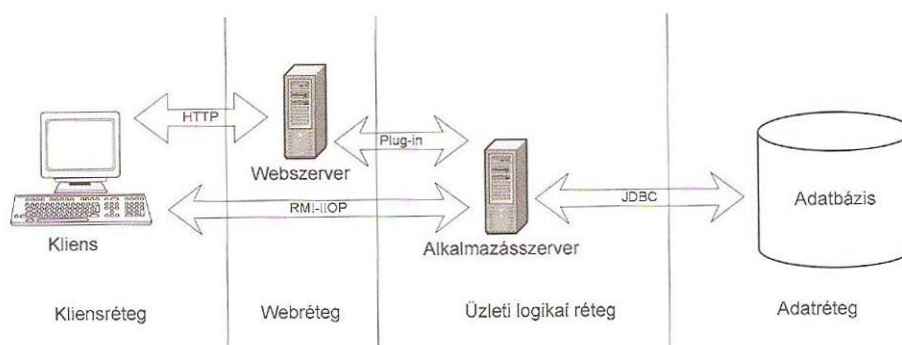 HTTP
Webszerver
Plug-in
Kliens
RMI-IIOP
Alkalmazásszerver
JDBC
Adatbázis
Kliensréteg
Webréteg
Üzleti logikai réteg
Adatréteg